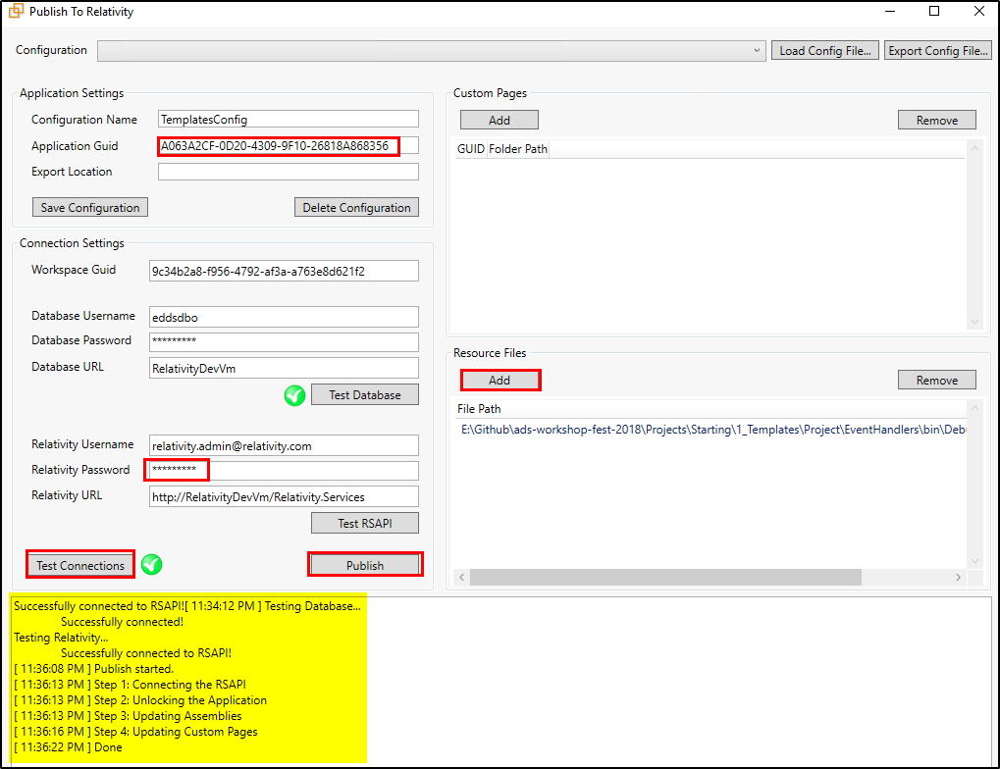 Publish To Relativity
Configuration
Load Config File...
Export Config File...
Application Settings
Configuration Name
TemplatesConfig
Application Guid
A063A2CF-0D20-4309-9F10-26818A868356
Export Location
Save Configuration
Delete Configuration
Connection Settings
Workspace Guid
9c34b2a8-f956-4792-af3a-a763e8d621f2
Database Username
eddsdbo
Database Password
*********
Database URL
RelativityDevVm
Test Database
Relativity Username
relativity.admin@relativity.com
Relativity Password
*********
Relativity URL
http://RelativityDevVm/Relativity.Services
Test RSAPI
Test Connections
Publish
Custom Pages
Add
Remove
GUID Folder Path
Resource Files
Add
Remove
File Path
E:\Github\ads-workshop-fest-2018\Projects\Starting\1_Templates\Project\EventHandlers\bin\Debu
Successfully connected to RSAPI![ 11:34:12 PM ] Testing Database...
Successfully connected!
Testing Relativity...
Successfully connected to RSAPI!
[ 11:36:08 PM ] Publish started.
[ 11:36:13 PM ] Step 1: Connecting the RSAPI
[ 11:36:13 PM ] Step 2: Unlocking the Application
[ 11:36:13 PM ] Step 3: Updating Assemblies
[ 11:36:16 PM ] Step 4: Updating Custom Pages
[ 11:36:22 PM ] Done